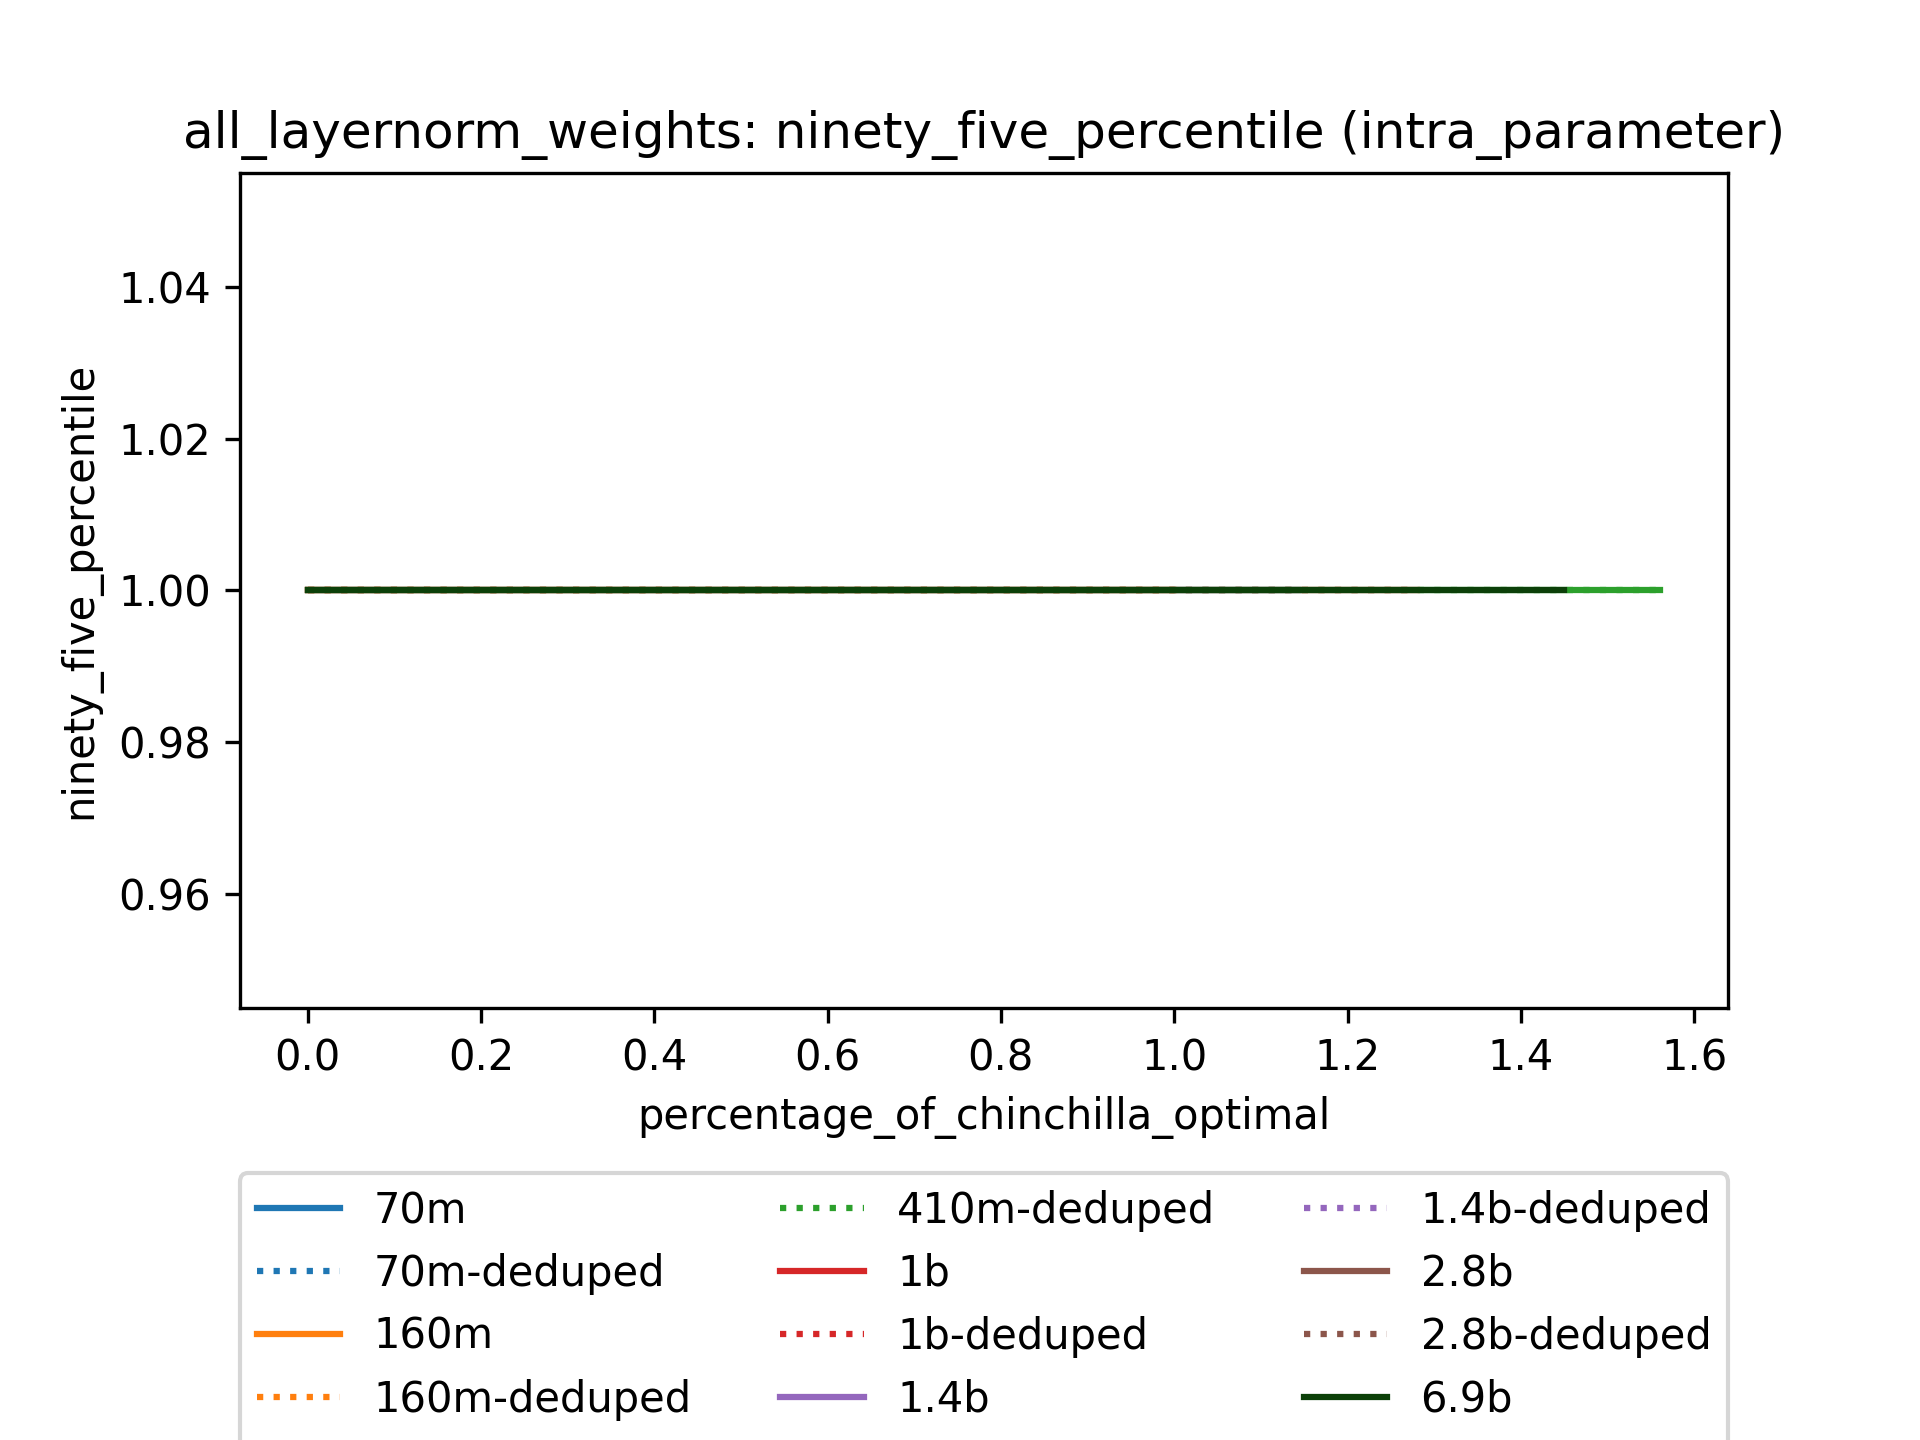 all_layernorm_weights: ninety_five_percentile (intra_parameter)
ninety_five_percentile
1.04
1.02
1.00
0.98
0.96
0.0 0.2 0.4 0.6 0.8 1.0 1.2 1.4 1.6
percentage_of_chinchilla_optimal
70m
70m-deduped
160m
160m-deduped
410m-deduped
1b
1b-deduped
1.4b
1.4b-deduped
2.8b
2.8b-deduped
6.9b